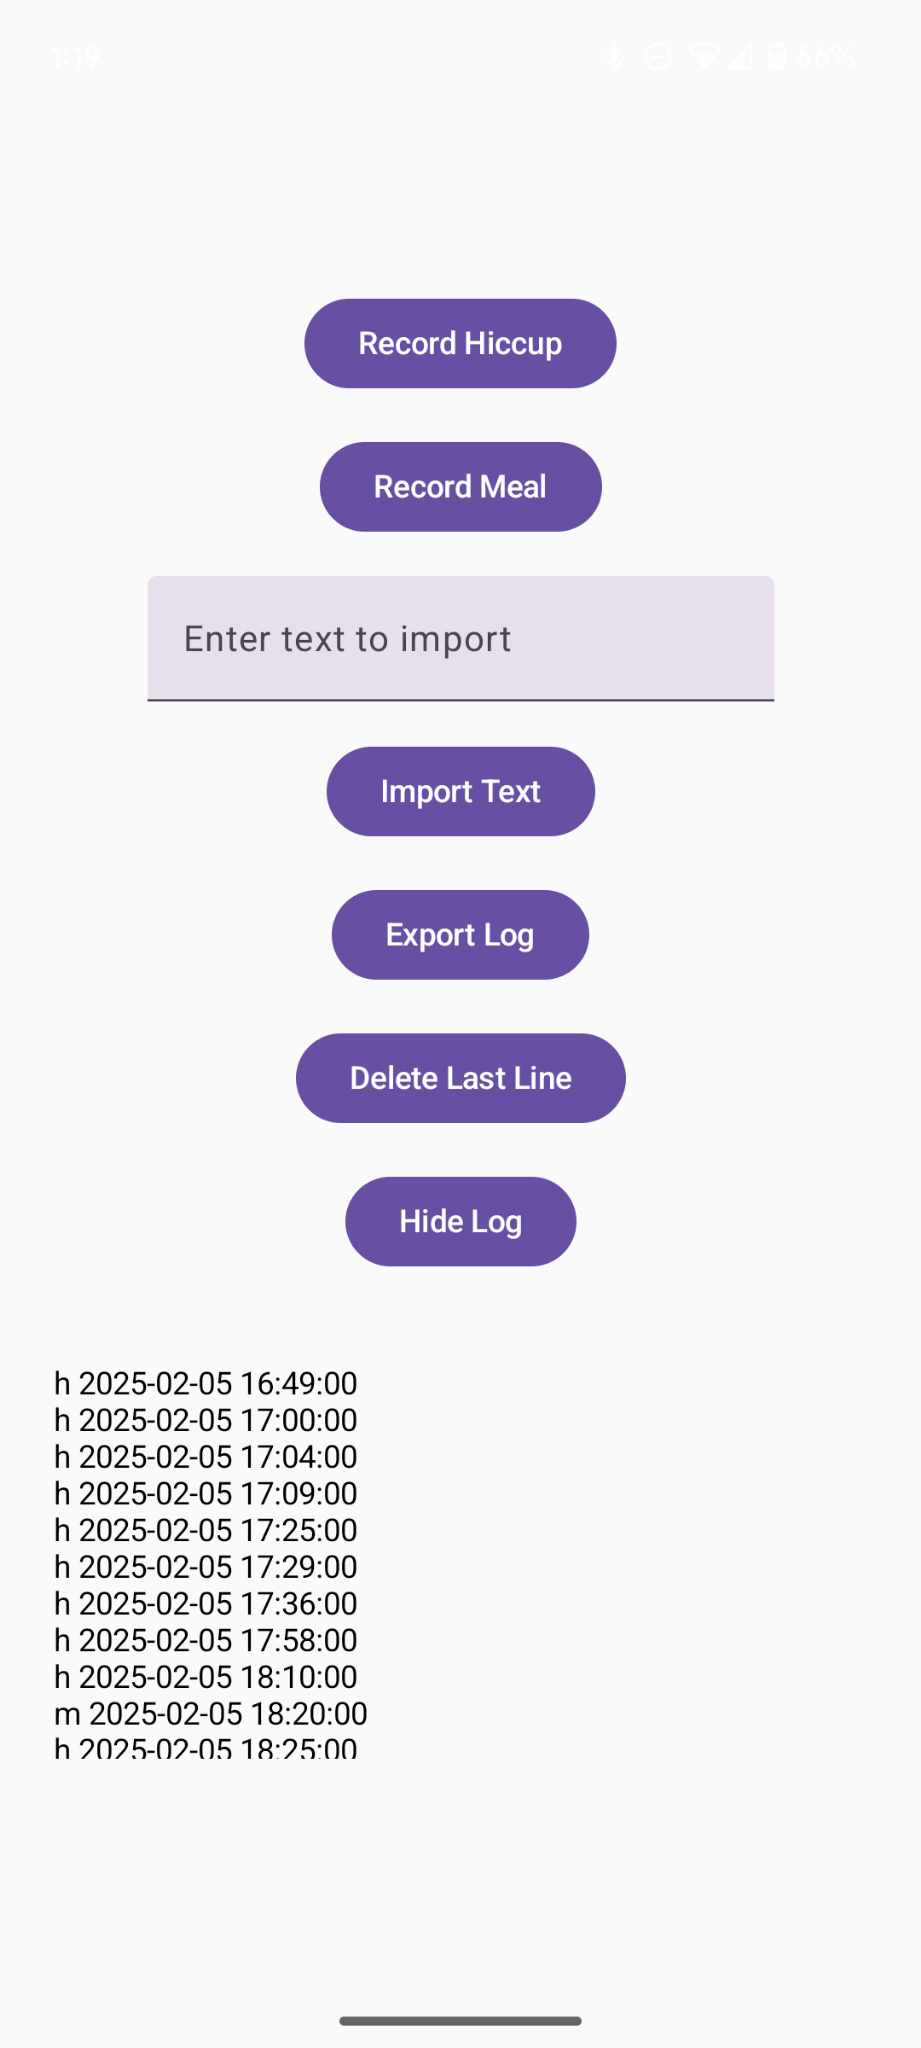 1:19
66%
Record Hiccup
Record Meal
Enter text to import
Import Text
Export Log
Delete Last Line
Hide Log
h 2025-02-05 16:49:00
h 2025-02-05 17:00:00
h 2025-02-05 17:04:00
h 2025-02-05 17:09:00
h 2025-02-05 17:25:00
h 2025-02-05 17:29:00
h 2025-02-05 17:36:00
h 2025-02-05 17:58:00
h 2025-02-05 18:10:00
m 2025-02-05 18:20:00
h 2025-02-05 18:25:00